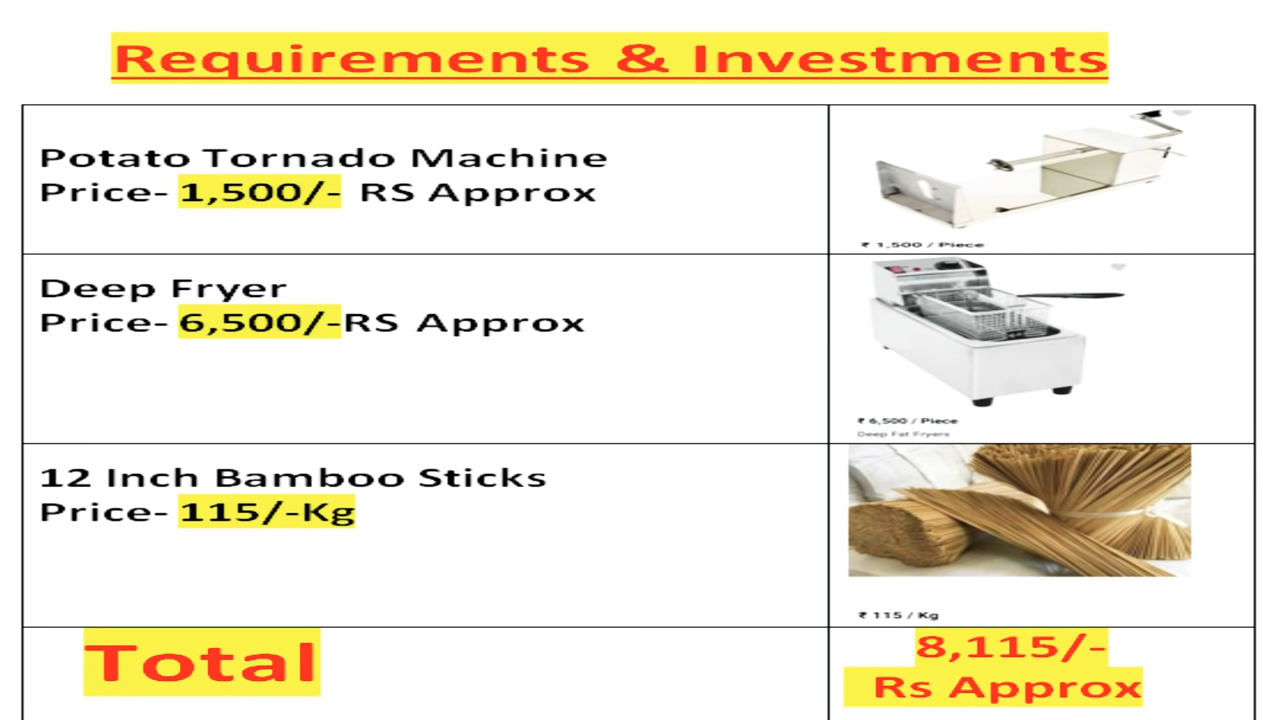 Requirements & Investments
Potato Tornado Machine
Price- 1,500/- RS Approx
₹ 1,500 / Piece
Deep Fryer
Price- 6,500/-RS Approx
₹ 6,500 / Piece
Deep Fat Fryers
12 Inch Bamboo Sticks
Price- 115/-Kg
₹ 115 / Kg
Total
8,115/-
Rs Approx